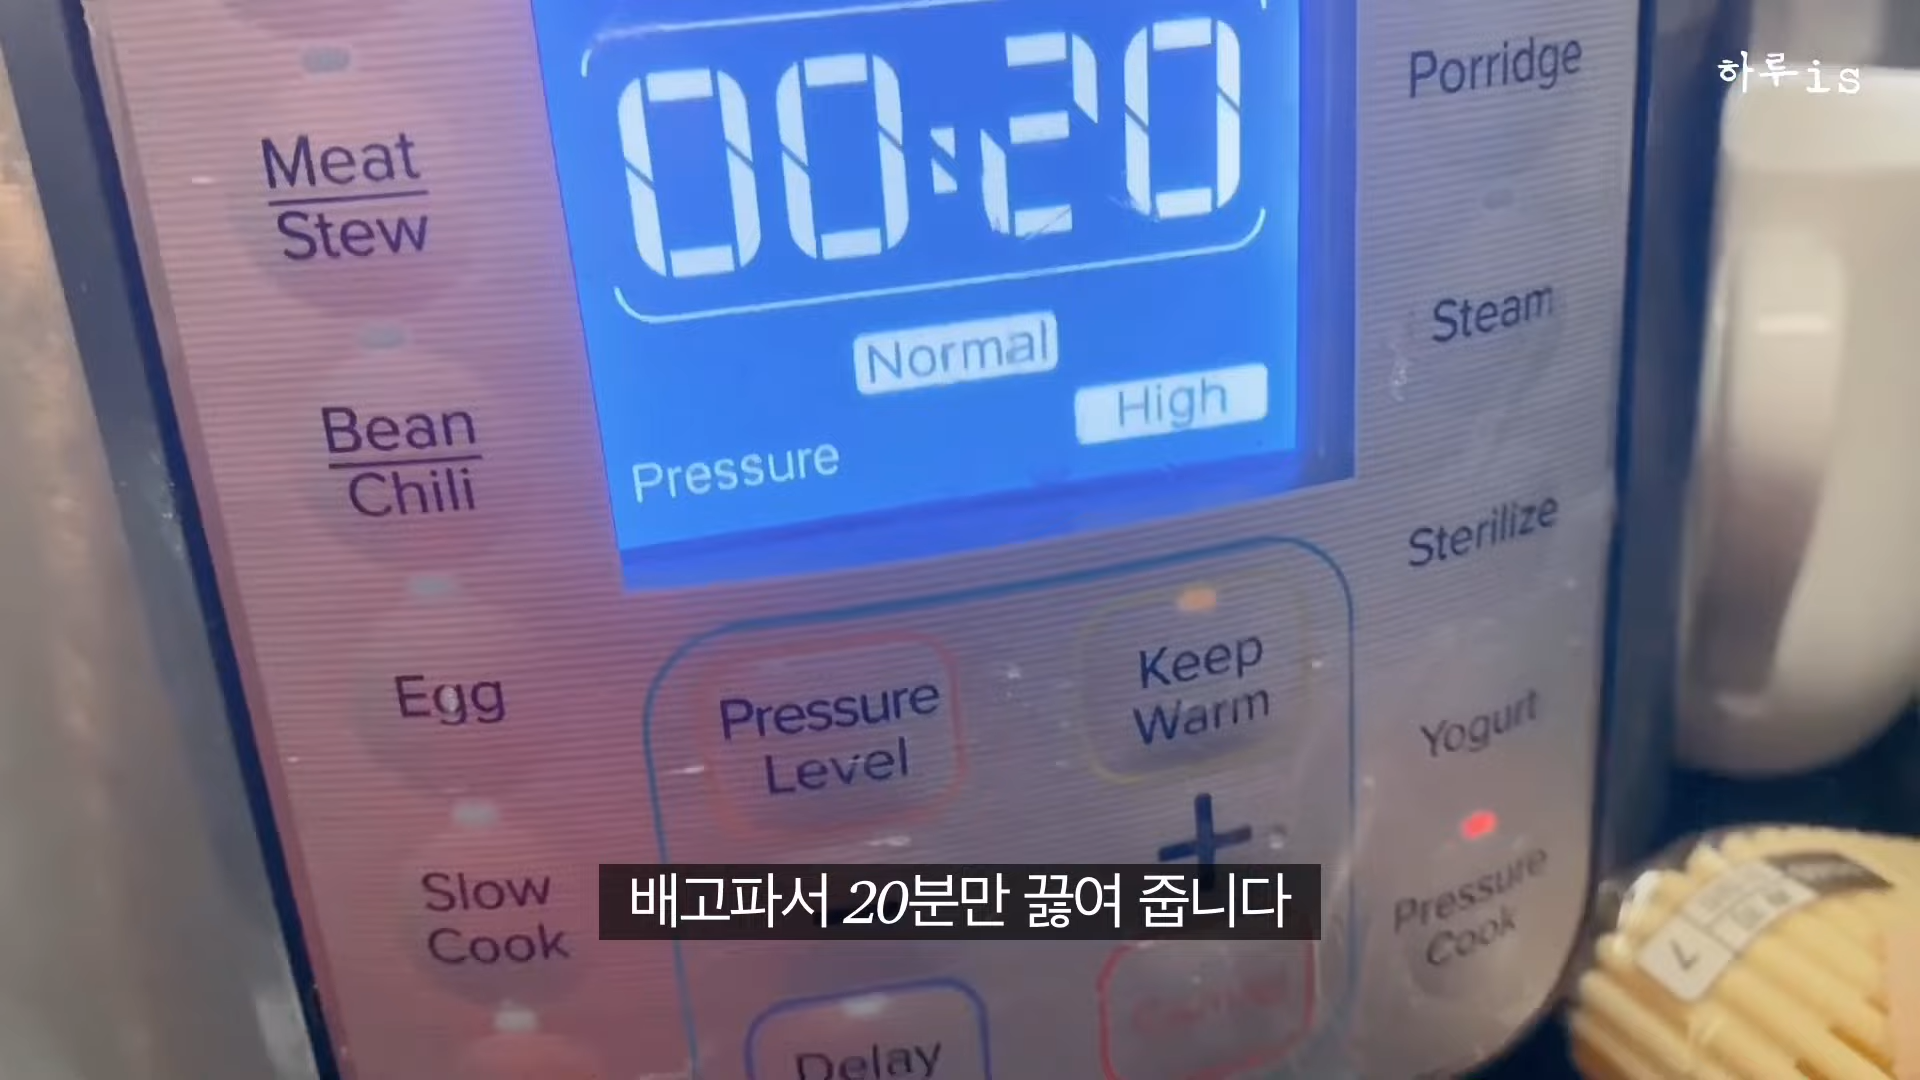 하루is
00:20
Normal
High
Pressure
Meat
Stew
Bean
Chili
Egg
Slow
Cook
Pressure
Level
Keep
Warm
+
Delay
Porridge
Steam
Sterilize
Yogurt
Pressure
Cook
배고파서 20분만 끓여 줍니다